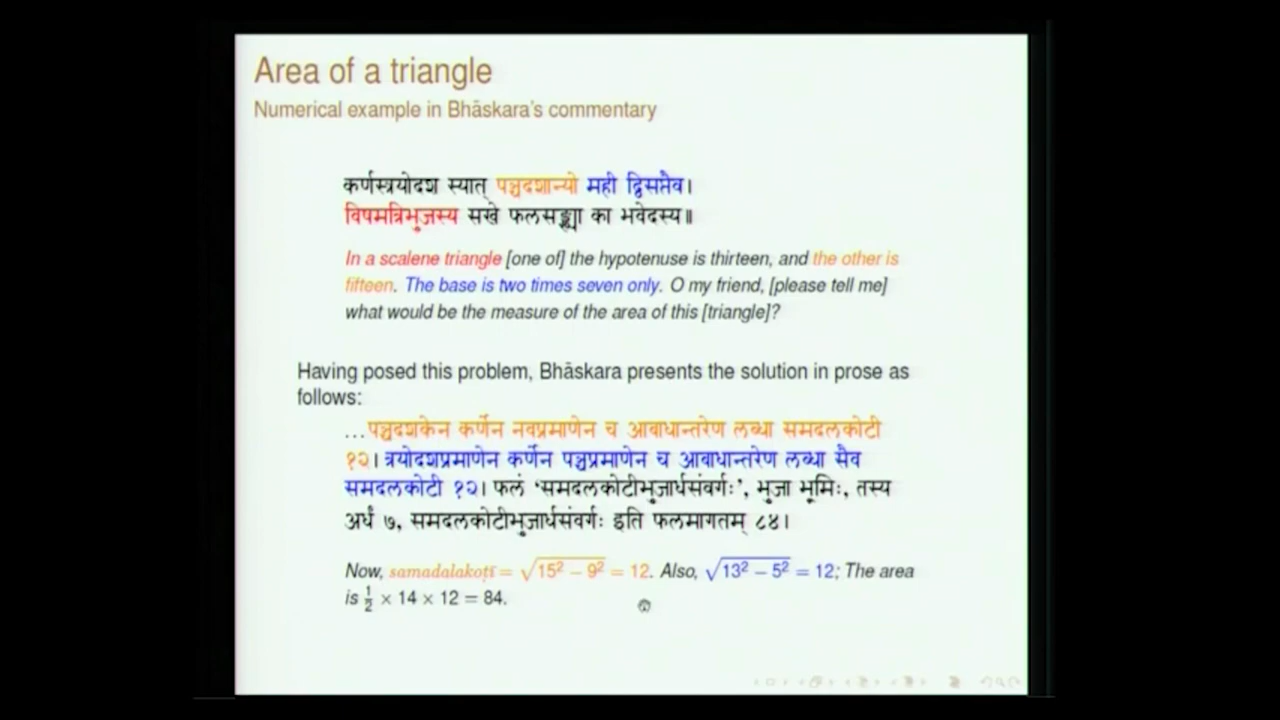 Area of a triangle
Numerical example in Bhāskara's commentary
कर्णस्त्रयोदश स्यात् पञ्चदशान्यो मही द्विसप्तैव।
विषमत्रिभुजस्य सखे फलसङ्ख्या का भवेदस्य॥
In a scalene triangle [one of] the hypotenuse is thirteen, and the other is
fifteen. The base is two times seven only. O my friend, [please tell me]
what would be the measure of the area of this [triangle]?
Having posed this problem, Bhāskara presents the solution in prose as
follows:
...पञ्चदशकेन कर्णेन नवप्रमाणेन च आबाधान्तरेण लब्धा समदलकोटी
१२। त्रयोदशप्रमाणेन कर्णेन पञ्चप्रमाणेन च आबाधान्तरेण लब्धा सैव
समदलकोटी १२। फलं ‘समदलकोटीभुजार्धसंवर्गः’, भुजा भूमिः, तस्य
अर्धं ७, समदलकोटीभुजार्धसंवर्गः इति फलमागतम् ८४।
Now, samadalakoṭī = √15² − 9² = 12. Also, √13² − 5² = 12; The area
is ½ × 14 × 12 = 84.